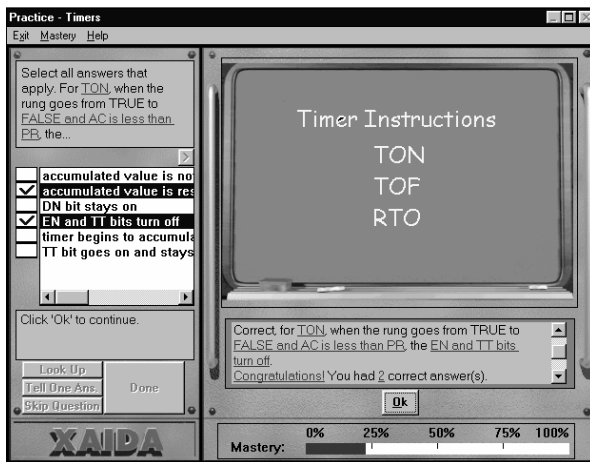 Practice - Timers
Exit Mastery Help
Select all answers that
apply. For TON, when the
rung goes from TRUE to
FALSE and AC is less than
PR, the...
accumulated value is no
accumulated value is res
DN bit stays on
EN and TT bits turn off
timer begins to accumula
TT bit goes on and stays
Click 'Ok' to continue.
Look Up
Tell One Ans.
Skip Question
Done
XAIDA
Timer Instructions
TON
TOF
RTO
Correct, for TON, when the rung goes from TRUE to
FALSE and AC is less than PR, the EN and TT bits
turn off.
Congratulations! You had 2 correct answer(s).
Ok
Mastery: 0% 25% 50% 75% 100%